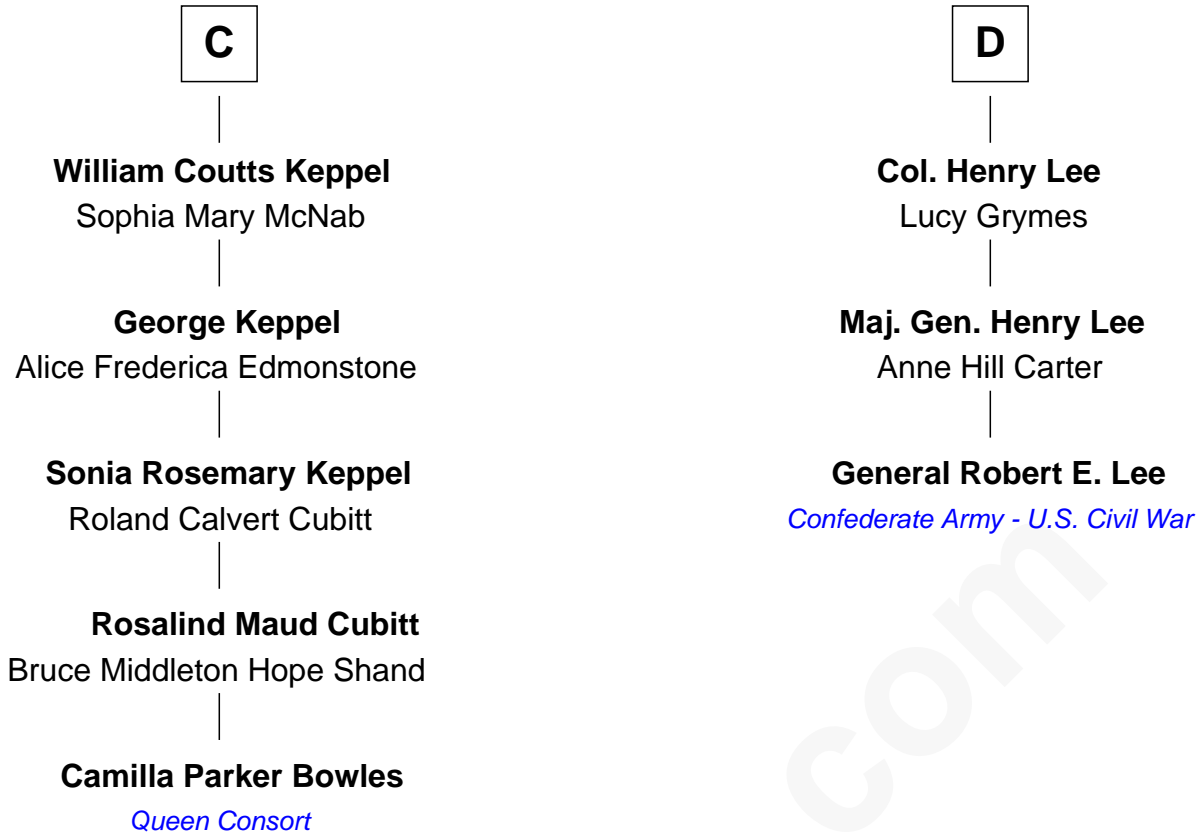 C
William Coutts Keppel
Sophia Mary McNab
George Keppel
Alice Frederica Edmonstone
Sonia Rosemary Keppel
Roland Calvert Cubitt
Rosalind Maud Cubitt
Bruce Middleton Hope Shand
Camilla Parker Bowles
Queen Consort
D
Col. Henry Lee
Lucy Grymes
Maj. Gen. Henry Lee
Anne Hill Carter
General Robert E. Lee
Confederate Army - U.S. Civil War
com